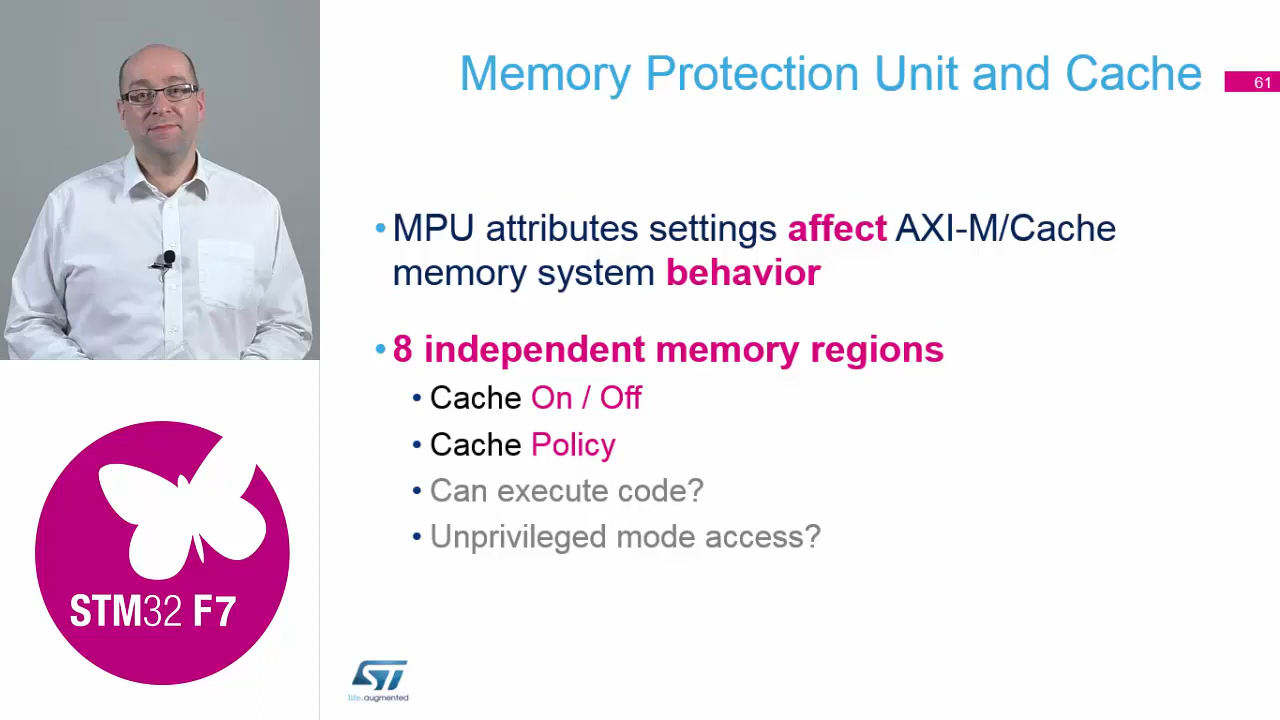 Memory Protection Unit and Cache
61
• MPU attributes settings affect AXI-M/Cache
memory system behavior
• 8 independent memory regions
• Cache On / Off
• Cache Policy
• Can execute code?
• Unprivileged mode access?
STM32 F7
ST
life.augmented